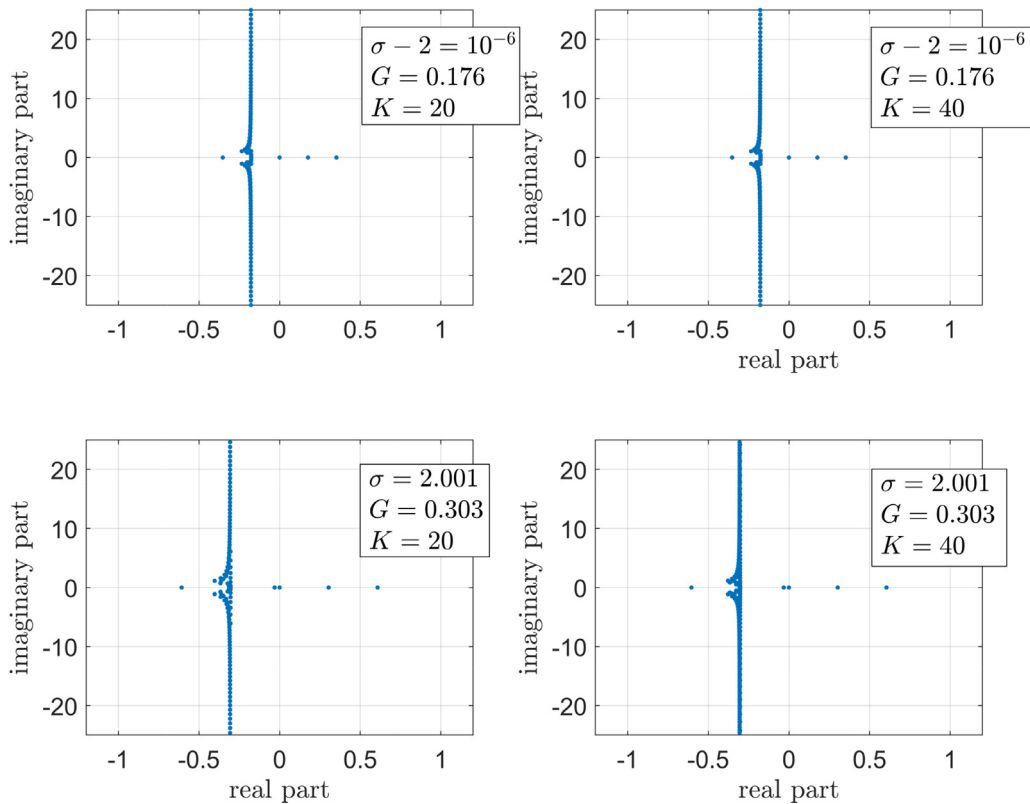 20
10
0
-10
-20
imaginary part
-1
-0.5
0
0.5
1
σ − 2 = 10⁻⁶
G = 0.176
K = 20
20
10
0
-10
-20
imaginary part
-1
-0.5
0
0.5
1
real part
σ − 2 = 10⁻⁶
G = 0.176
K = 40
20
10
0
-10
-20
imaginary part
-1
-0.5
0
0.5
1
real part
σ = 2.001
G = 0.303
K = 20
20
10
0
-10
-20
imaginary part
-1
-0.5
0
0.5
1
real part
σ = 2.001
G = 0.303
K = 40